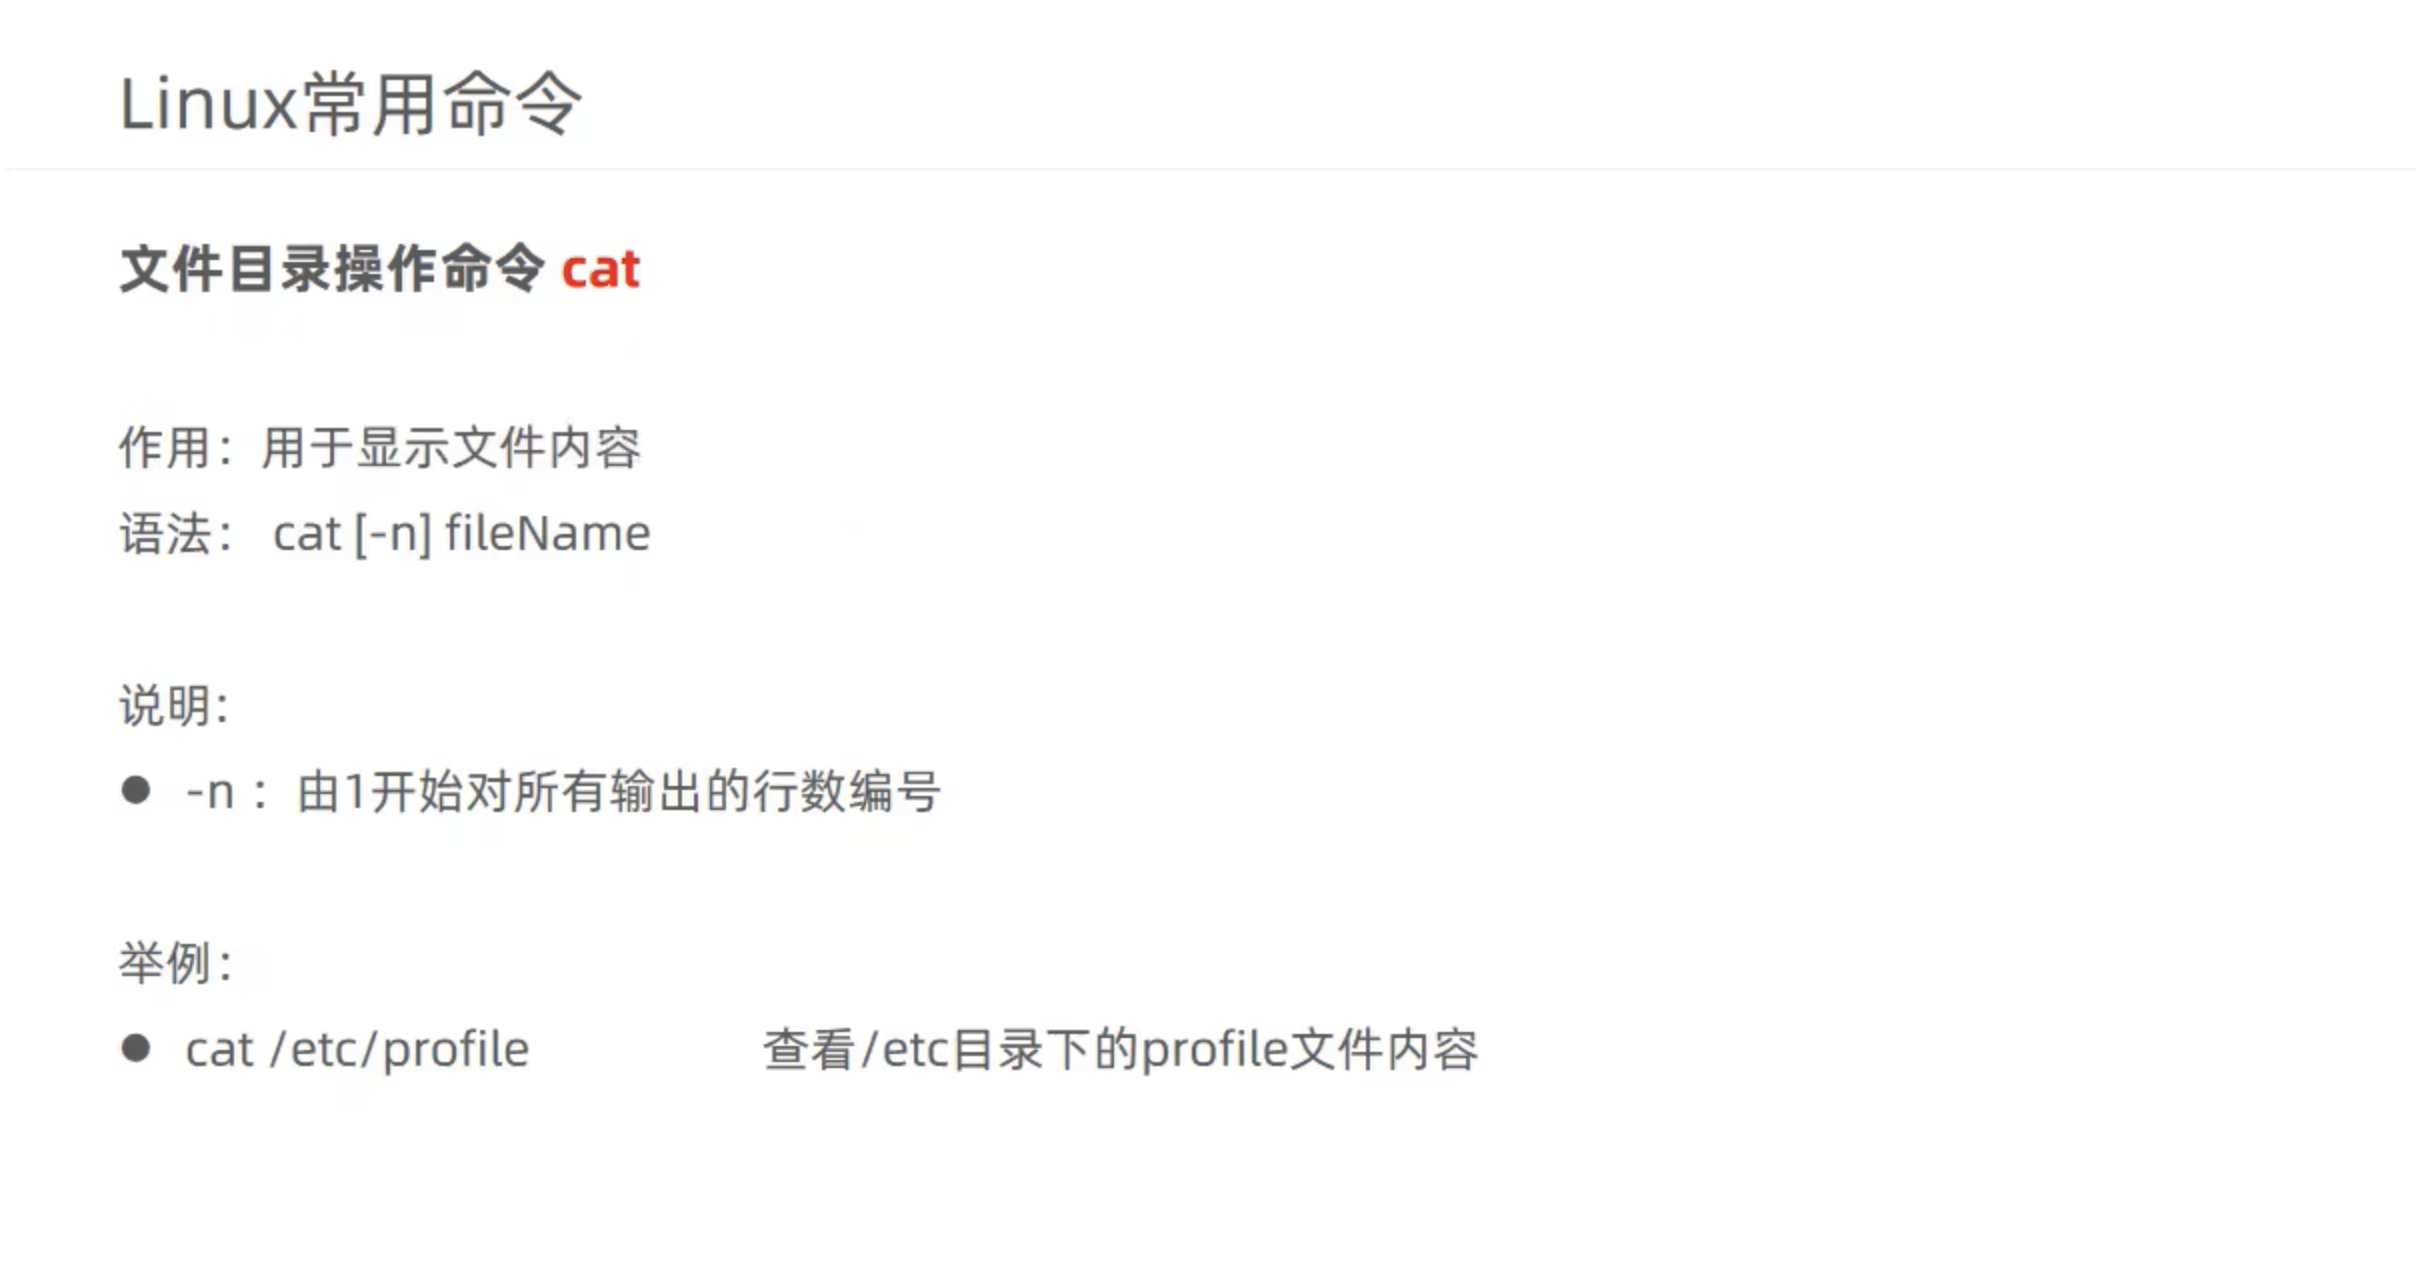 Linux常用命令
文件目录操作命令 cat
作用：用于显示文件内容
语法： cat [-n] fileName
说明：
● -n ：由1开始对所有输出的行数编号
举例：
● cat /etc/profile 查看/etc目录下的profile文件内容